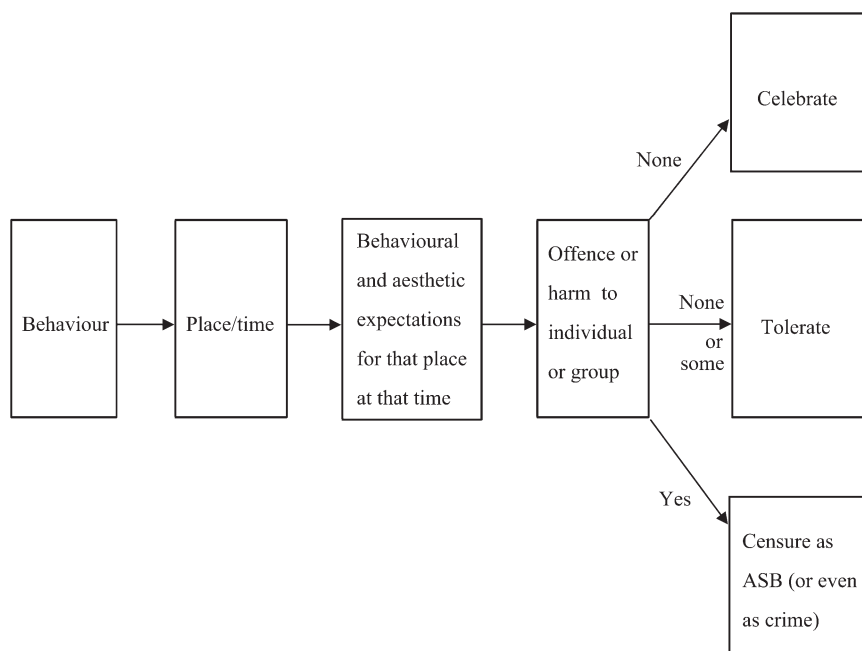 Behaviour
Place/time
Behavioural
and aesthetic
expectations
for that place
at that time
Offence or
harm to
individual
or group
None
Celebrate
None
or
some
Tolerate
Yes
Censure as
ASB (or even
as crime)